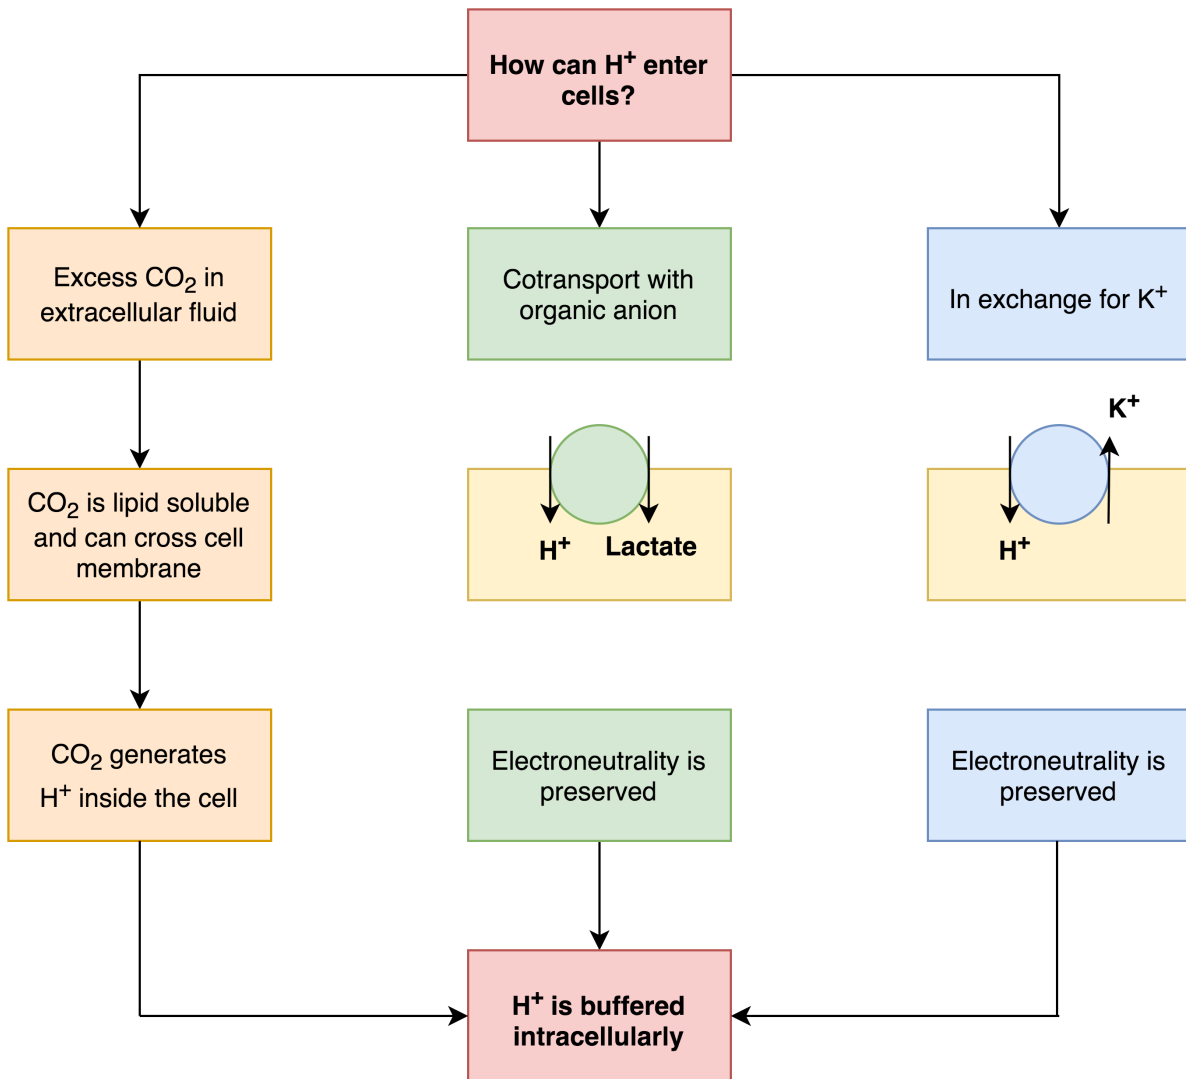 How can H⁺ enter
cells?
Excess CO₂ in
extracellular fluid
Cotransport with
organic anion
In exchange for K⁺
K⁺
CO₂ is lipid soluble
and can cross cell
membrane
H⁺
Lactate
H⁺
CO₂ generates
H⁺ inside the cell
Electroneutrality is
preserved
Electroneutrality is
preserved
H⁺ is buffered
intracellularly